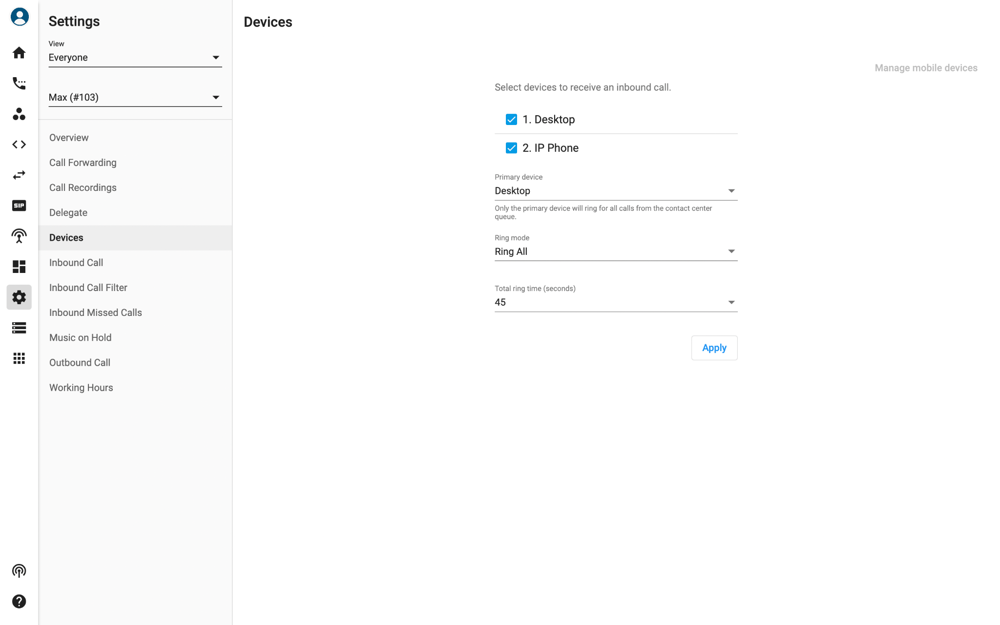 Settings
View
Everyone
Max (#103)
Overview
Call Forwarding
Call Recordings
Delegate
Devices
Inbound Call
Inbound Call Filter
Inbound Missed Calls
Music on Hold
Outbound Call
Working Hours
SIP
Devices
Manage mobile devices
Select devices to receive an inbound call.
1. Desktop
2. IP Phone
Primary device
Desktop
Only the primary device will ring for all calls from the contact center
queue.
Ring mode
Ring All
Total ring time (seconds)
45
Apply